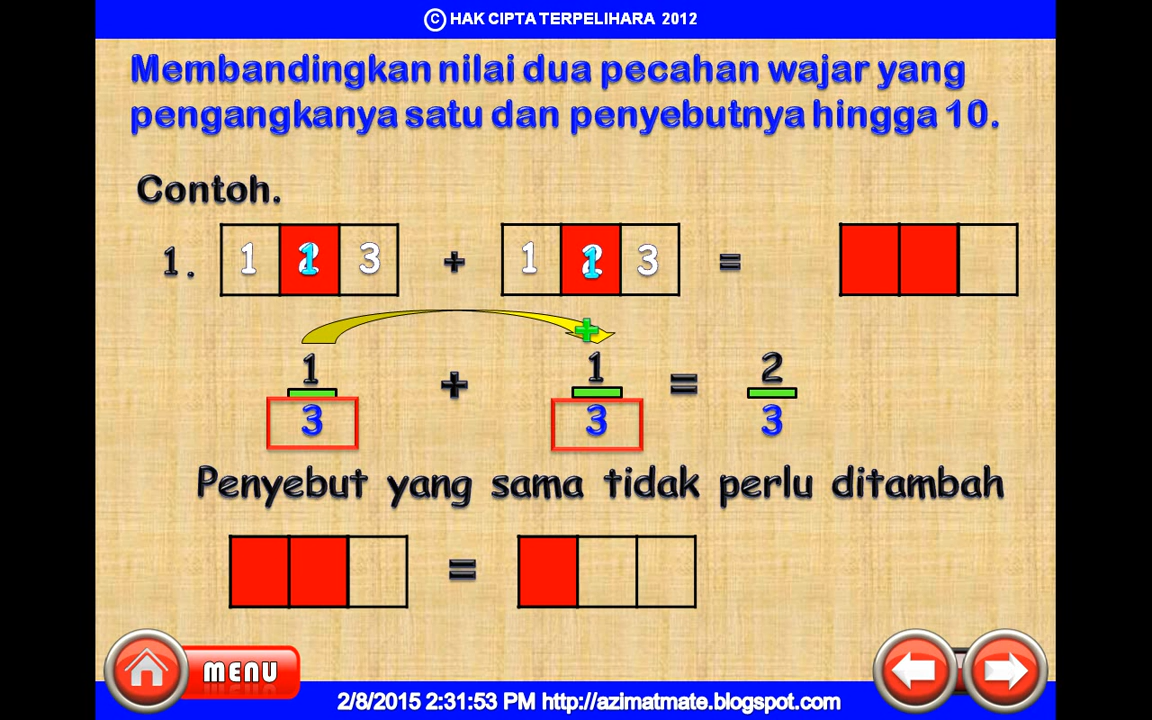 © HAK CIPTA TERPELIHARA 2012
Membandingkan nilai dua pecahan wajar yang
pengangkanya satu dan penyebutnya hingga 10.
Contoh.
1. 1 1 3 + 1 1 3 =
+
1 + 1 = 2
3 3 3
Penyebut yang sama tidak perlu ditambah
=
MENU
2/8/2015 2:31:53 PM http://azimatmate.blogspot.com